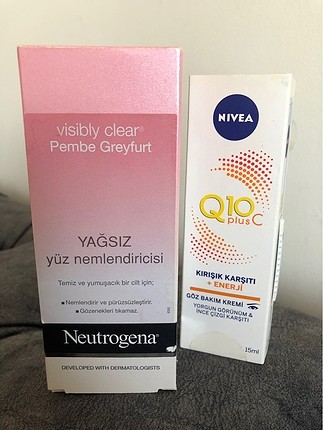 visibly clear®
Pembe Greyfurt
YAĞSIZ
yüz nemlendiricisi
Temiz ve yumuşacık bir cilt için;
■ Nemlendirir ve pürüzsüzleştirir.
■ Gözenekleri tıkamaz.
Neutrogena®
DEVELOPED WITH DERMATOLOGISTS
NIVEA
Q10
plus C
KIRIŞIK KARŞITI
+ ENERJİ
GÖZ BAKIM KREMİ
YORGUN GÖRÜNÜM &
İNCE ÇİZGİ KARŞITI
15ml